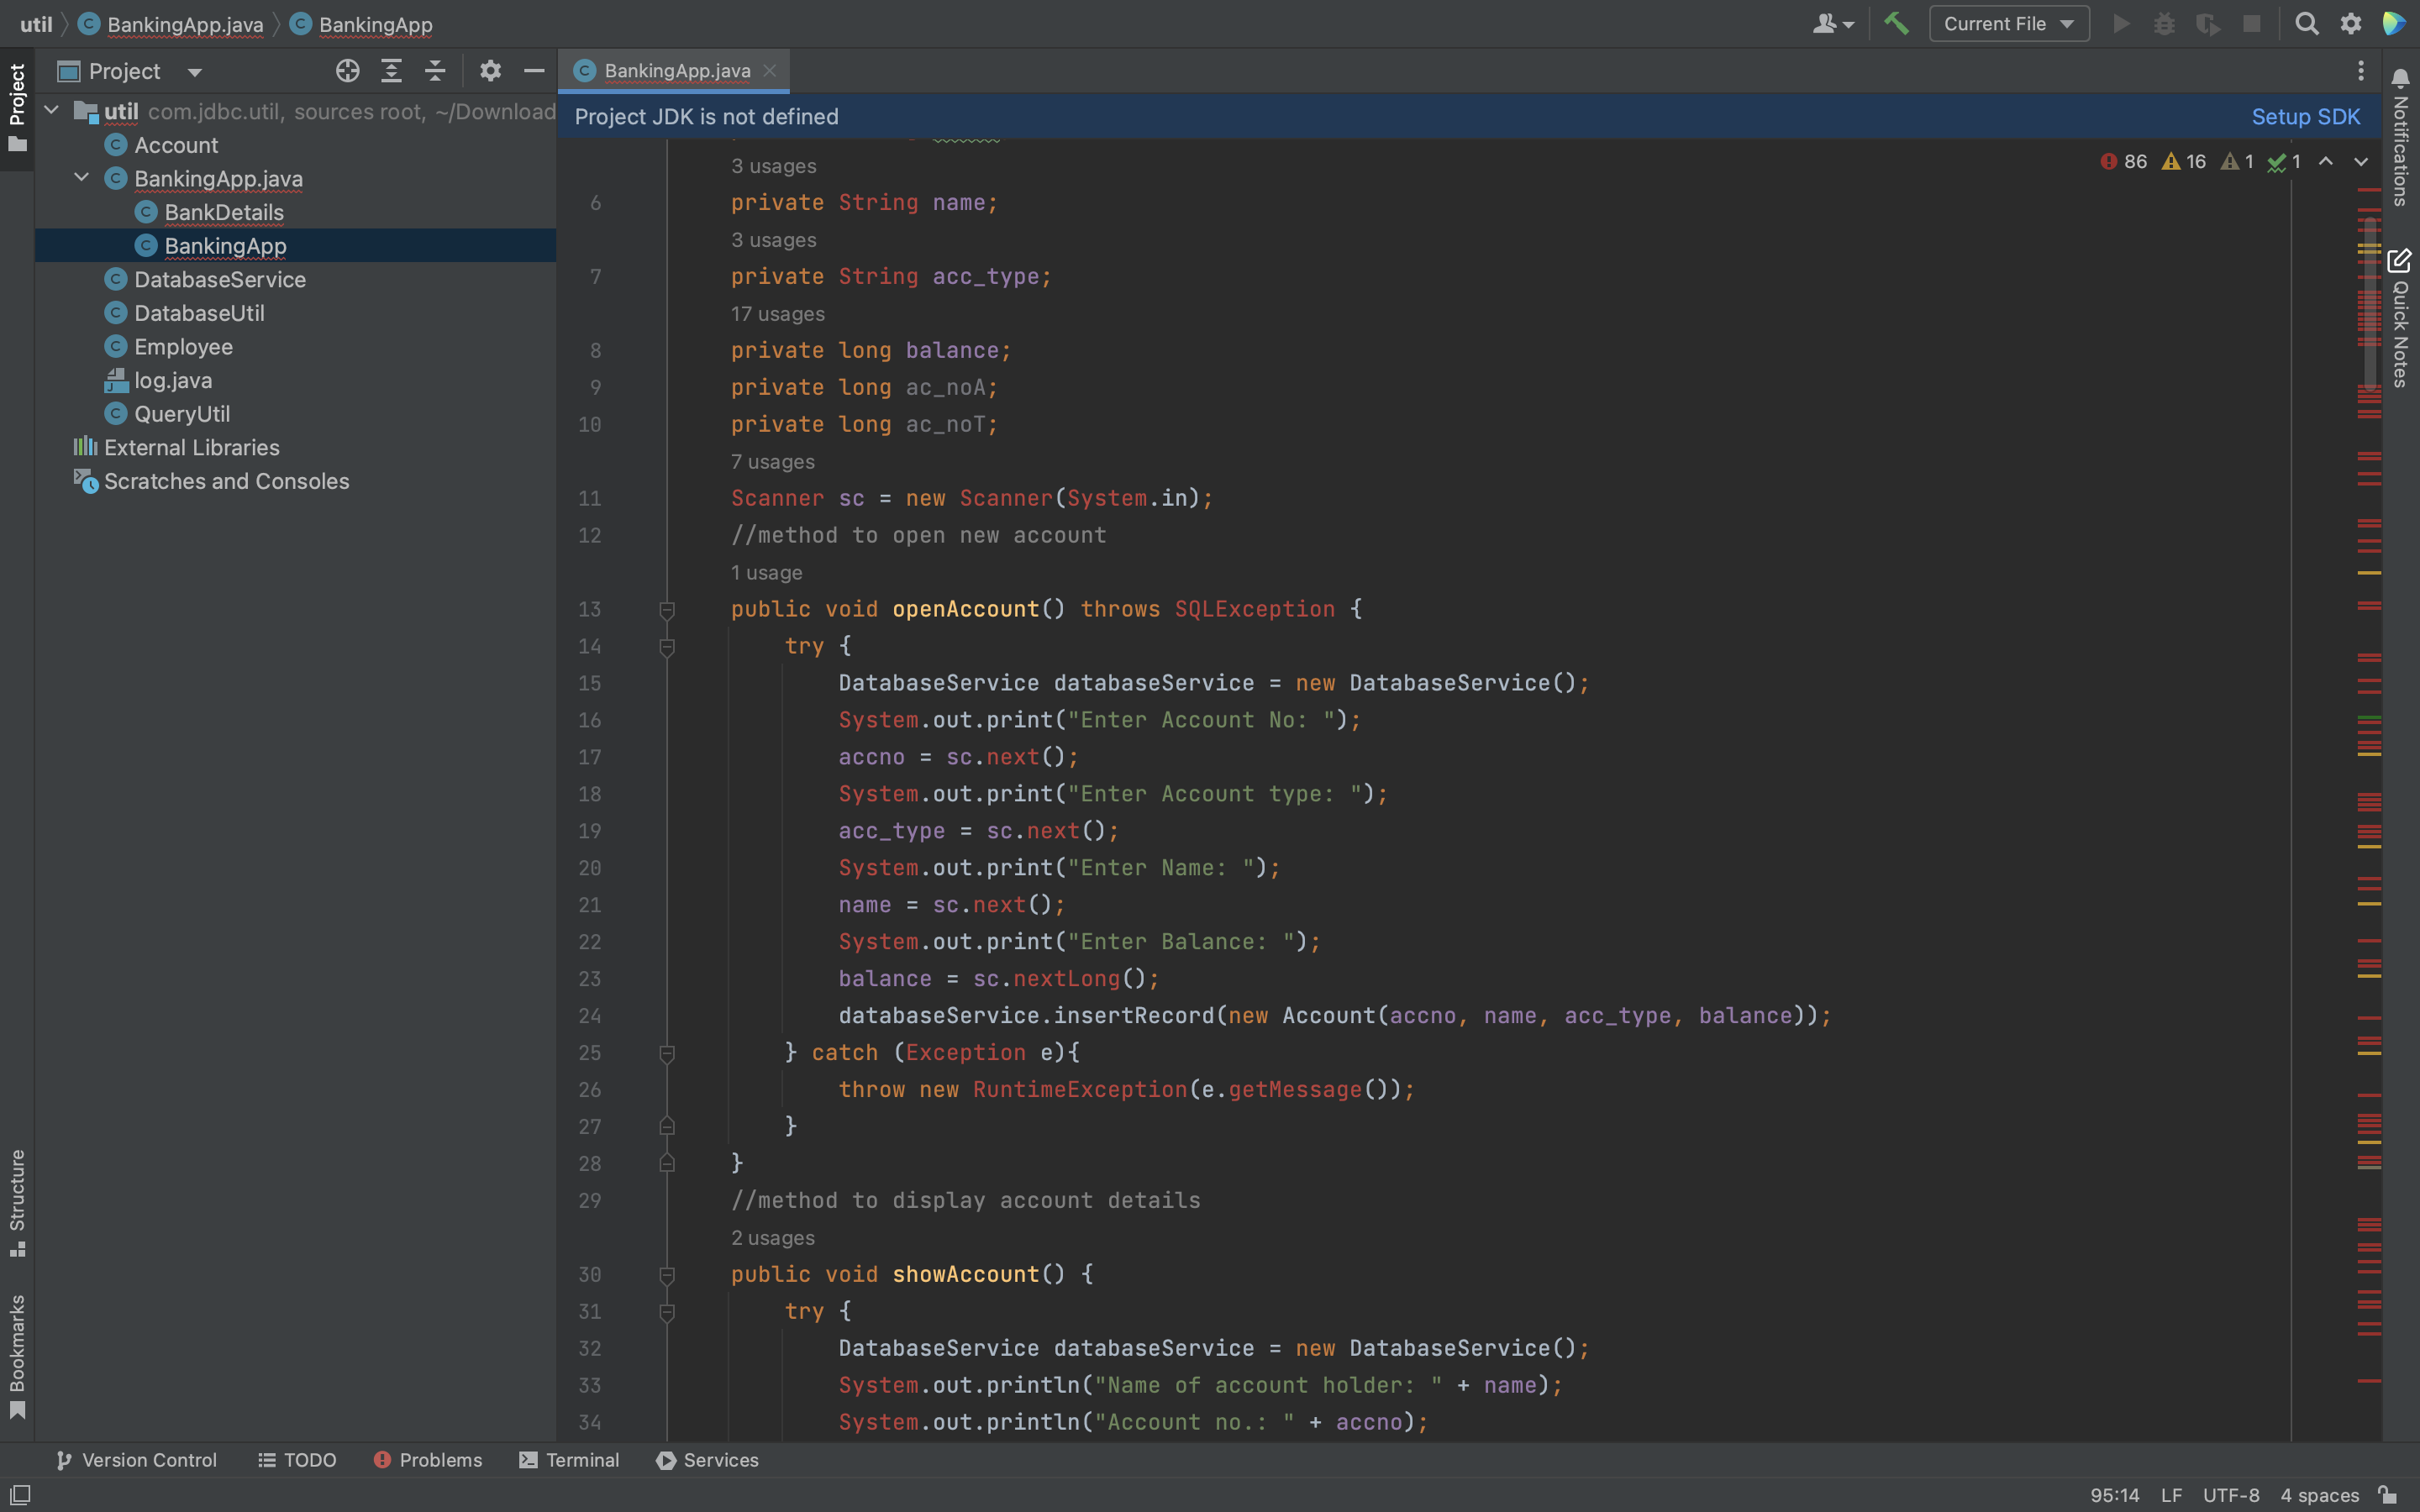 util BankingApp.java BankingApp
Current File
Project
Project
BankingApp.java
util com.jdbc.util, sources root, ~/Download
Account
BankingApp.java
BankDetails
BankingApp
DatabaseService
DatabaseUtil
Employee
log.java
QueryUtil
External Libraries
Scratches and Consoles
Project JDK is not defined
Setup SDK
86 16 1 1
3 usages
6 private String name;
3 usages
7 private String acc_type;
17 usages
8 private long balance;
9 private long ac_noA;
10 private long ac_noT;
7 usages
11 Scanner sc = new Scanner(System.in);
12 //method to open new account
1 usage
13 public void openAccount() throws SQLException {
14 try {
15 DatabaseService databaseService = new DatabaseService();
16 System.out.print("Enter Account No: ");
17 accno = sc.next();
18 System.out.print("Enter Account type: ");
19 acc_type = sc.next();
20 System.out.print("Enter Name: ");
21 name = sc.next();
22 System.out.print("Enter Balance: ");
23 balance = sc.nextLong();
24 databaseService.insertRecord(new Account(accno, name, acc_type, balance));
25 } catch (Exception e){
26 throw new RuntimeException(e.getMessage());
27 }
28 }
29 //method to display account details
2 usages
30 public void showAccount() {
31 try {
32 DatabaseService databaseService = new DatabaseService();
33 System.out.println("Name of account holder: " + name);
34 System.out.println("Account no.: " + accno);
Notifications
Quick Notes
Structure
Bookmarks
Version Control
TODO
Problems
Terminal
Services
95:14 LF UTF-8 4 spaces